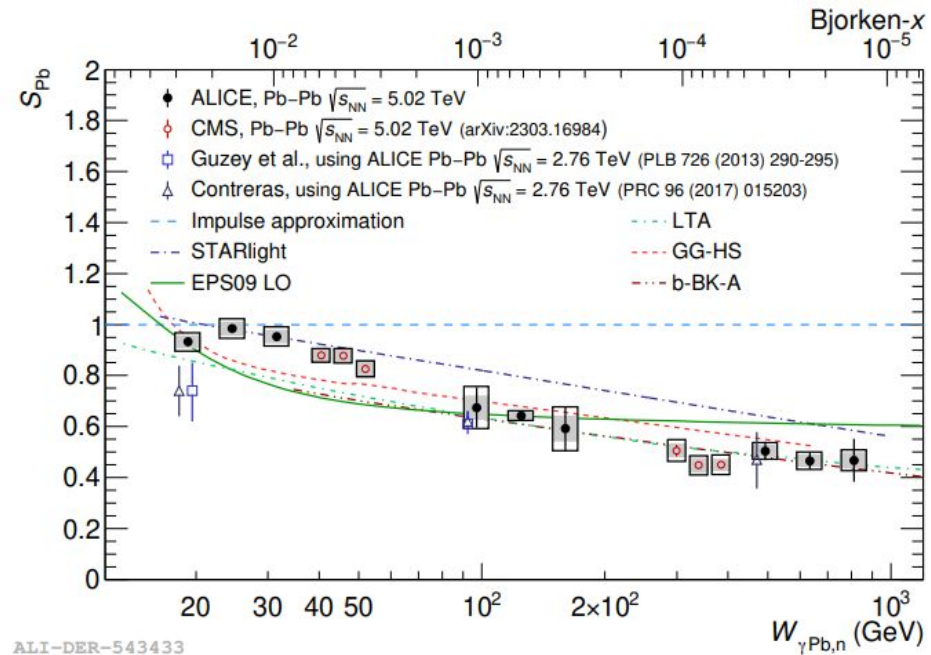 Bjorken-x
10⁻² 10⁻³ 10⁻⁴ 10⁻⁵
S_Pb
2
1.8
1.6
1.4
1.2
1
0.8
0.6
0.4
0.2
0
ALICE, Pb−Pb √s_NN = 5.02 TeV
CMS, Pb−Pb √s_NN = 5.02 TeV (arXiv:2303.16984)
Guzey et al., using ALICE Pb−Pb √s_NN = 2.76 TeV (PLB 726 (2013) 290-295)
Contreras, using ALICE Pb−Pb √s_NN = 2.76 TeV (PRC 96 (2017) 015203)
Impulse approximation LTA
STARlight GG-HS
EPS09 LO b-BK-A
20 30 40 50 10² 2×10² 10³
W_γPb,n (GeV)
ALI-DER-543433